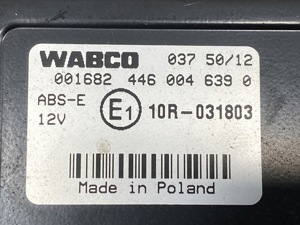 WABCO 037 50/12
001682 446 004 639 0
ABS-E
12V E1 10R-031803
Made in Poland